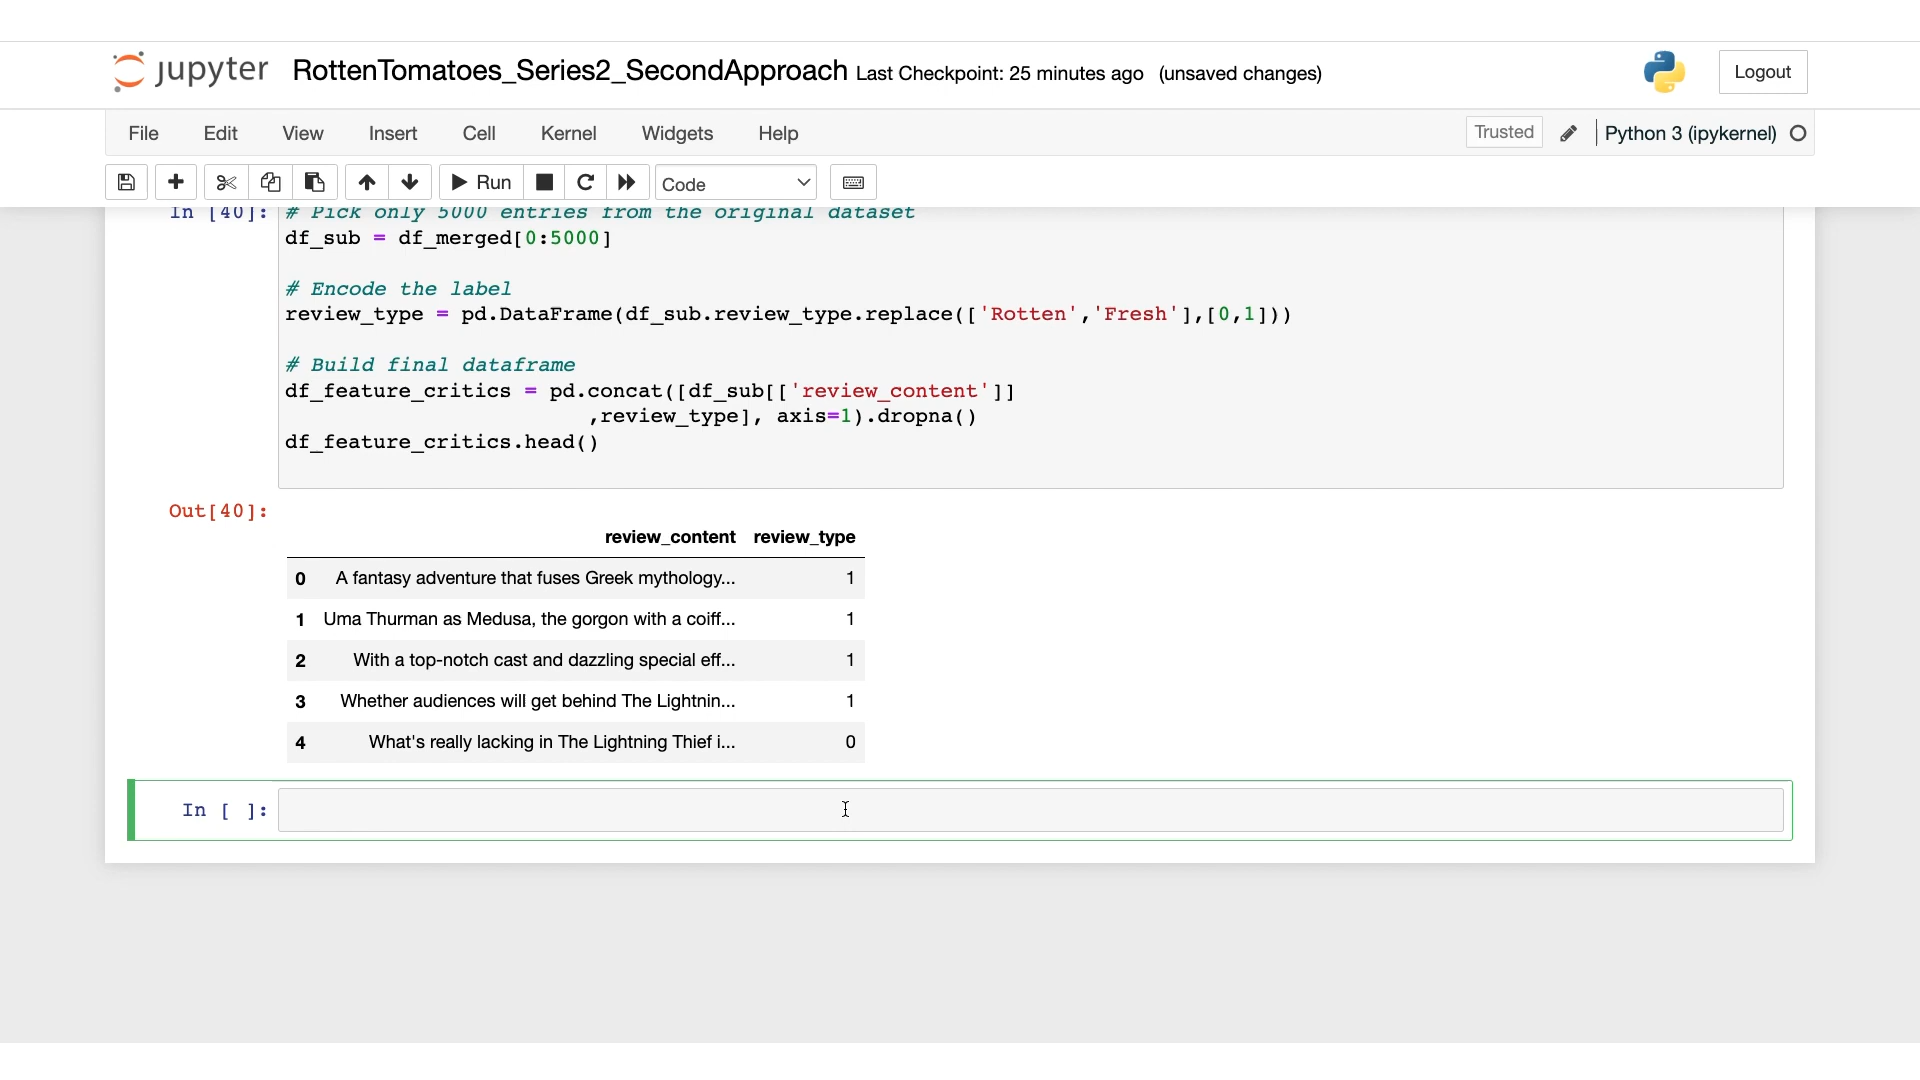 jupyter RottenTomatoes_Series2_SecondApproach Last Checkpoint: 25 minutes ago (unsaved changes) Logout
File Edit View Insert Cell Kernel Widgets Help Trusted Python 3 (ipykernel)
Run Code
In [40]: # Pick only 5000 entries from the original dataset
df_sub = df_merged[0:5000]
# Encode the label
review_type = pd.DataFrame(df_sub.review_type.replace(['Rotten','Fresh'],[0,1]))
# Build final dataframe
df_feature_critics = pd.concat([df_sub[['review_content']]
,review_type], axis=1).dropna()
df_feature_critics.head()
Out[40]:
review_content review_type
0 A fantasy adventure that fuses Greek mythology... 1
1 Uma Thurman as Medusa, the gorgon with a coiff... 1
2 With a top-notch cast and dazzling special eff... 1
3 Whether audiences will get behind The Lightnin... 1
4 What's really lacking in The Lightning Thief i... 0
In [ ]: